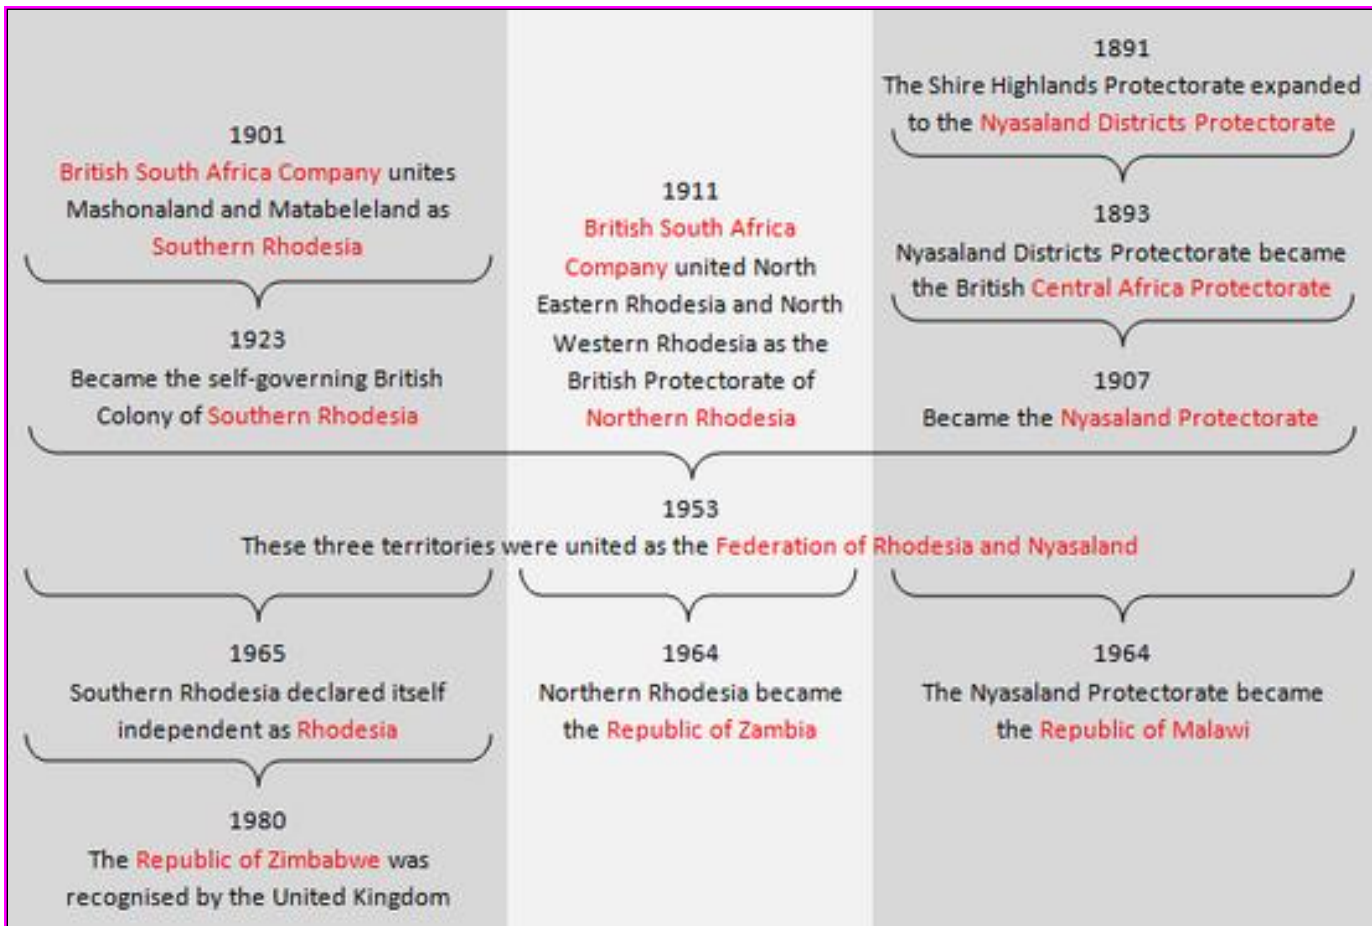 1901
British South Africa Company unites
Mashonaland and Matabeleland as
Southern Rhodesia
1923
Became the self-governing British
Colony of Southern Rhodesia
1911
British South Africa
Company united North
Eastern Rhodesia and North
Western Rhodesia as the
British Protectorate of
Northern Rhodesia
1891
The Shire Highlands Protectorate expanded
to the Nyasaland Districts Protectorate
1893
Nyasaland Districts Protectorate became
the British Central Africa Protectorate
1907
Became the Nyasaland Protectorate
1953
These three territories were united as the Federation of Rhodesia and Nyasaland
1965
Southern Rhodesia declared itself
independent as Rhodesia
1980
The Republic of Zimbabwe was
recognised by the United Kingdom
1964
Northern Rhodesia became
the Republic of Zambia
1964
The Nyasaland Protectorate became
the Republic of Malawi